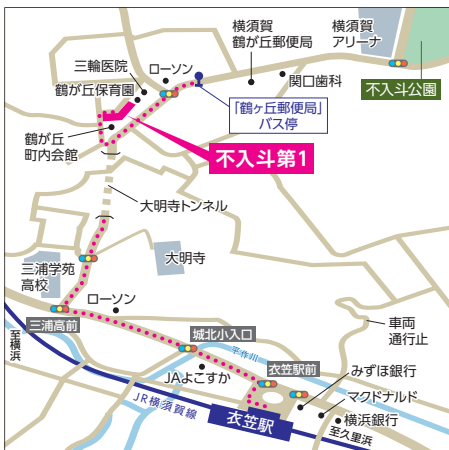 横須賀
鶴が丘郵便局
横須賀
アリーナ
ローソン
三輪医院
鶴が丘保育園
関口歯科
不入斗公園
「鶴ヶ丘郵便局」
バス停
鶴が丘
町内会館
不入斗第1
大明寺トンネル
大明寺
三浦学苑
高校
ローソン
三浦高前
城北小入口
平作川
車両
通行止
至横浜
JAよこすか
衣笠駅前
みずほ銀行
マクドナルド
JR横須賀線
衣笠駅
横浜銀行
至久里浜